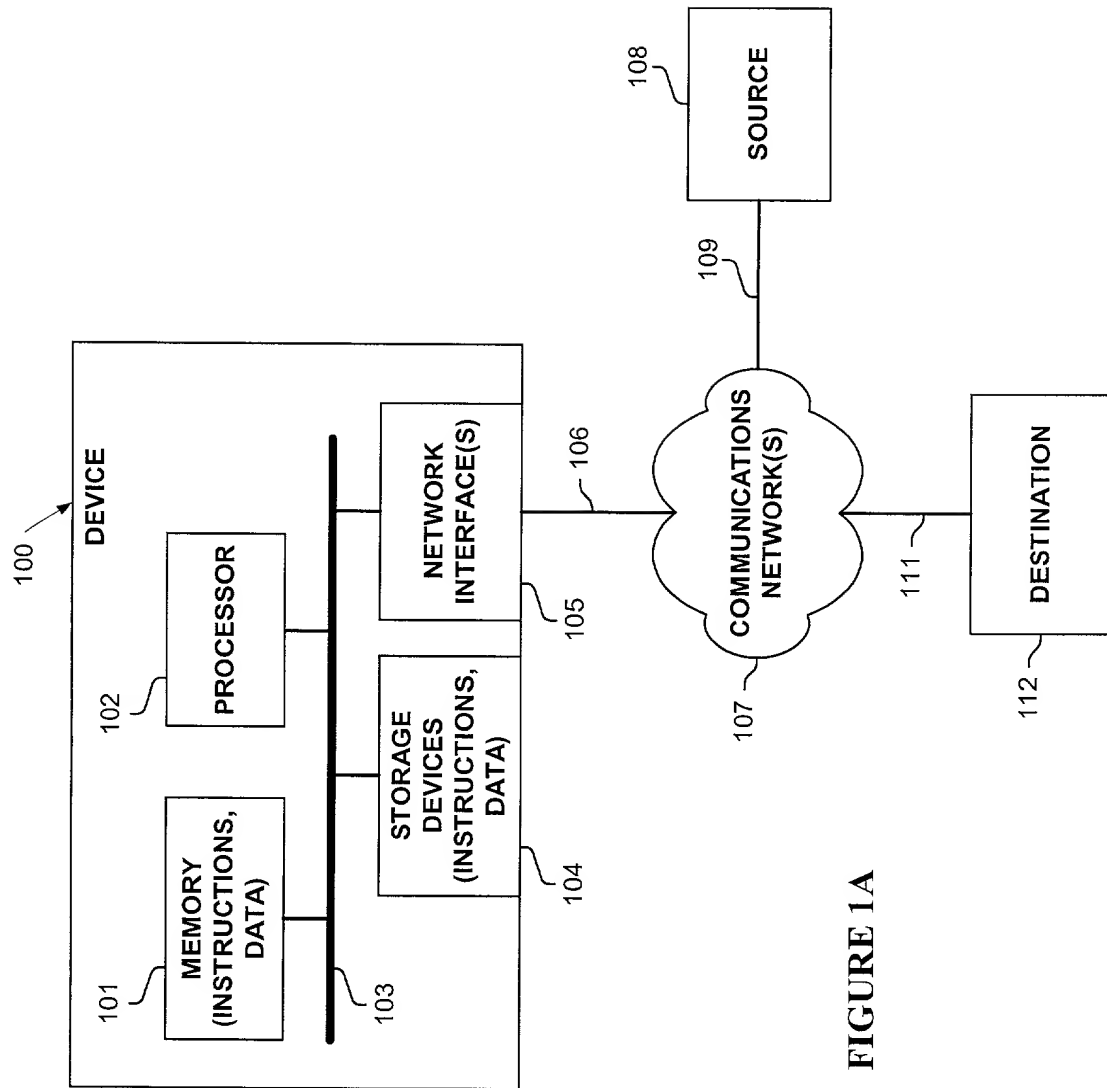 100
DEVICE
102
PROCESSOR
101
MEMORY
(INSTRUCTIONS,
DATA)
103
STORAGE
DEVICES
(INSTRUCTIONS,
DATA)
104
NETWORK
INTERFACE(S)
105
106
COMMUNICATIONS
NETWORK(S)
107
109
108
SOURCE
111
DESTINATION
112
FIGURE 1A